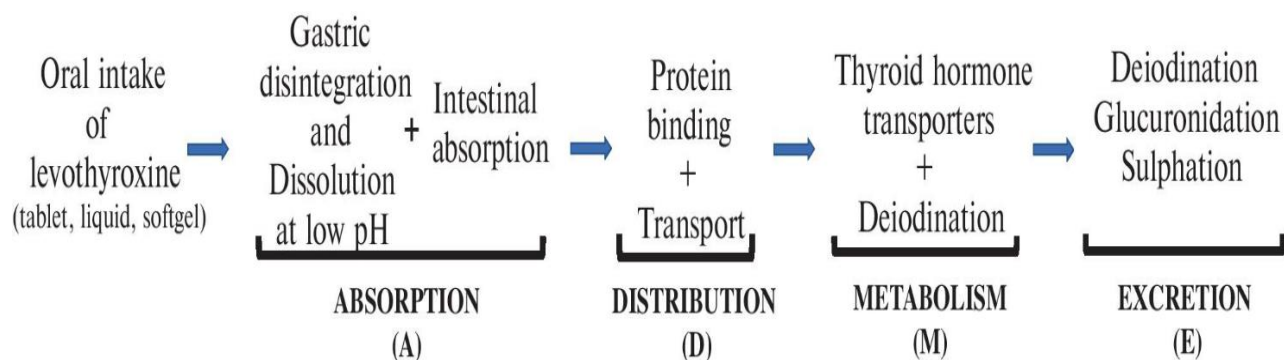 Oral intake
of
levothyroxine
(tablet, liquid, softgel)
Gastric
disintegration
and
Dissolution
at low pH
+
Intestinal
absorption
ABSORPTION
(A)
Protein
binding
+
Transport
DISTRIBUTION
(D)
Thyroid hormone
transporters
+
Deiodination
METABOLISM
(M)
Deiodination
Glucuronidation
Sulphation
EXCRETION
(E)